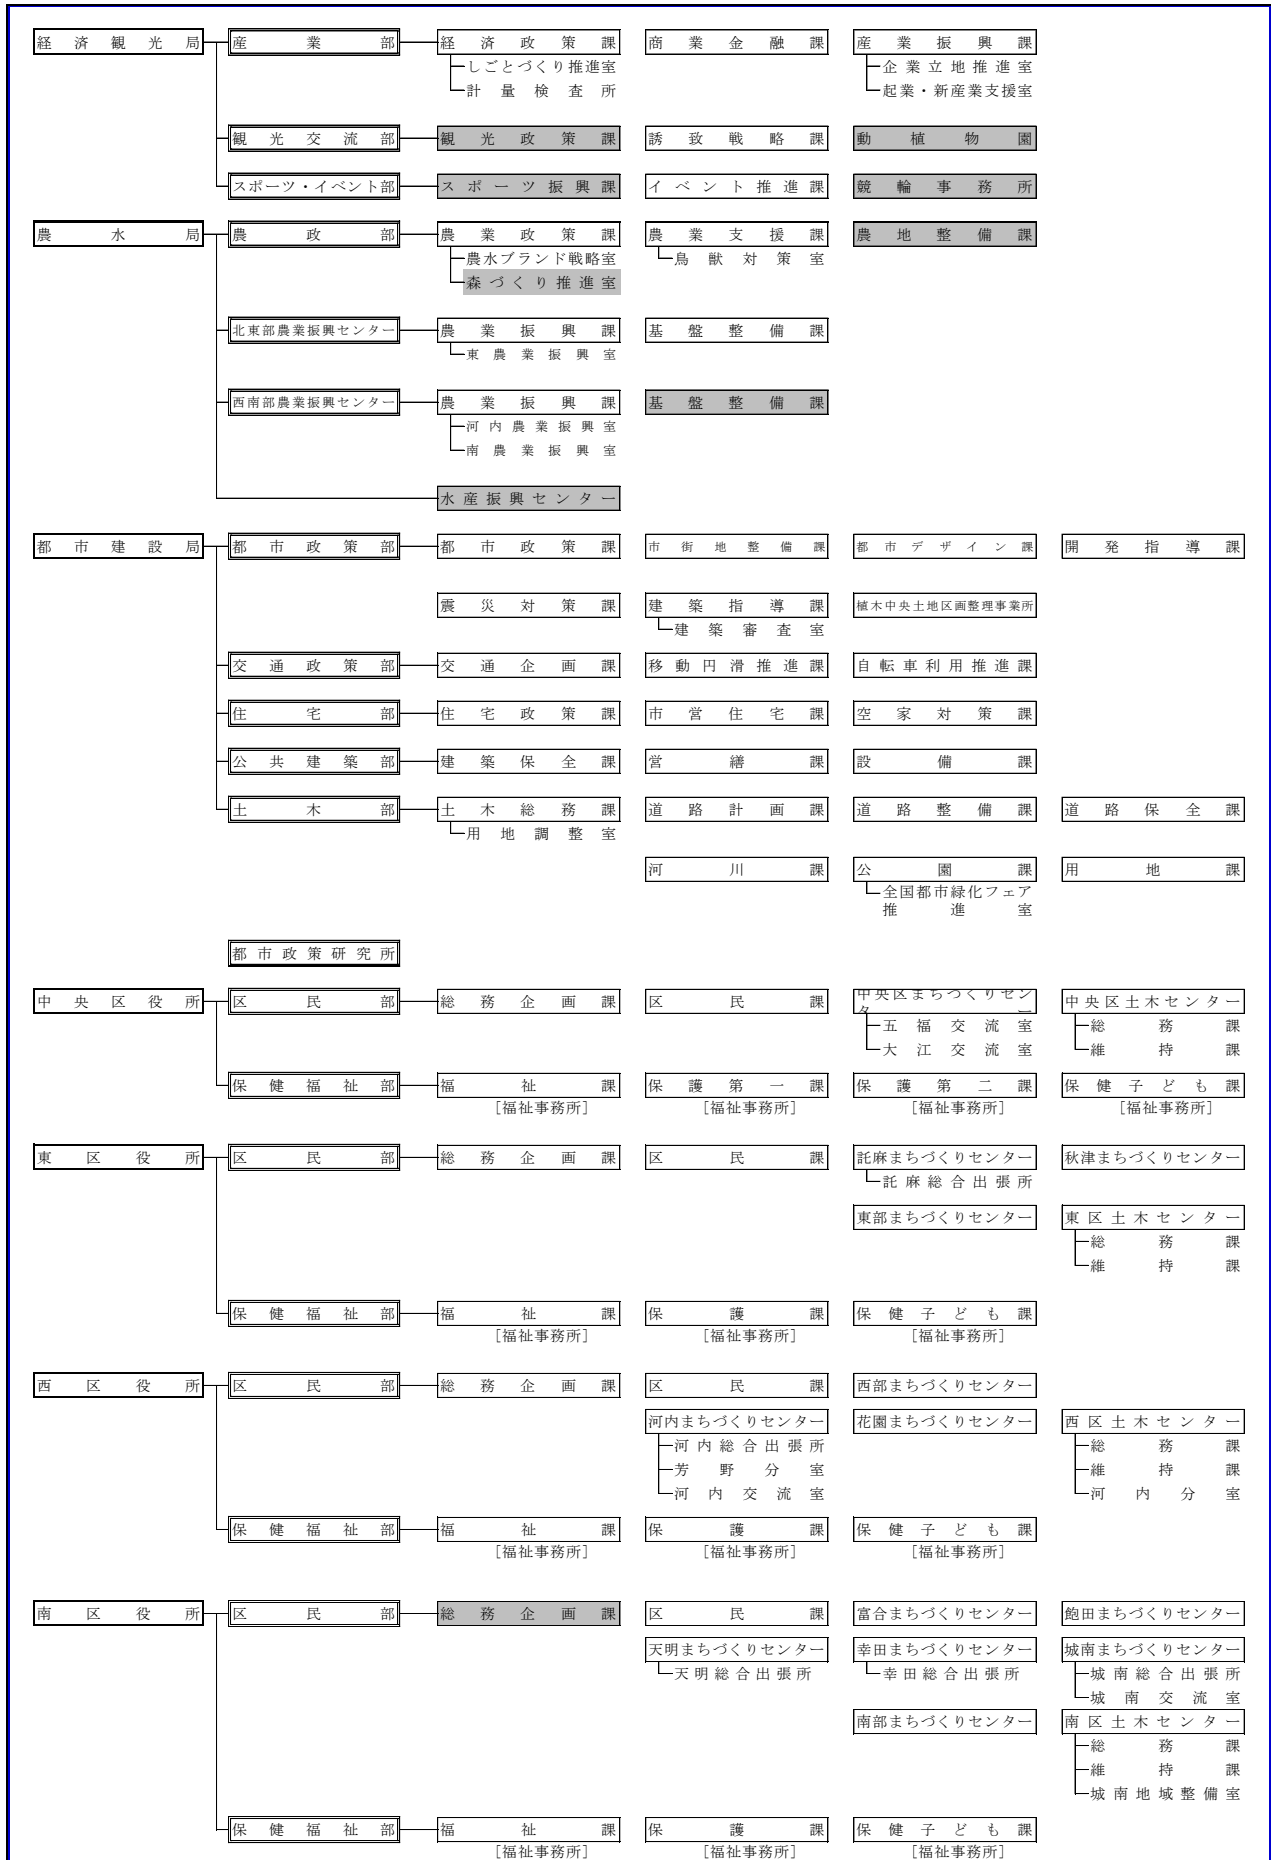 経済観光局 産業部 経済政策課 商業金融課 産業振興課
しごとづくり推進室 企業立地推進室
計量検査所 起業・新産業支援室
観光交流部 観光政策課 誘致戦略課 動植物園
スポーツ・イベント部 スポーツ振興課 イベント推進課 競輪事務所
農水局 農政部 農業政策課 農業支援課 農地整備課
農水ブランド戦略室 鳥獣対策室
森づくり推進室
北東部農業振興センター 農業振興課 基盤整備課
東農業振興室
西南部農業振興センター 農業振興課 基盤整備課
河内農業振興室
南農業振興室
水産振興センター
都市建設局 都市政策部 都市政策課 市街地整備課 都市デザイン課 開発指導課
震災対策課 建築指導課 植木中央土地区画整理事業所
建築審査室
交通政策部 交通企画課 移動円滑推進課 自転車利用推進課
住宅部 住宅政策課 市営住宅課 空家対策課
公共建築部 建築保全課 営繕課 設備課
土木部 土木総務課 道路計画課 道路整備課 道路保全課
用地調整室
河川課 公園課 用地課
全国都市緑化フェア
推進室
都市政策研究所
中央区役所 区民部 総務企画課 区民課 中央区まちづくりセンター 中央区土木センター
五福交流室 総務課
大江交流室 維持課
保健福祉部 福祉課 保護第一課 保護第二課 保健子ども課
[福祉事務所] [福祉事務所] [福祉事務所] [福祉事務所]
東区役所 区民部 総務企画課 区民課 託麻まちづくりセンター 秋津まちづくりセンター
託麻総合出張所
東部まちづくりセンター 東区土木センター
総務課
維持課
保健福祉部 福祉課 保護課 保健子ども課
[福祉事務所] [福祉事務所] [福祉事務所]
西区役所 区民部 総務企画課 区民課 西部まちづくりセンター
河内まちづくりセンター 花園まちづくりセンター 西区土木センター
河内総合出張所 総務課
芳野分室 維持課
河内交流室 河内分室
保健福祉部 福祉課 保護課 保健子ども課
[福祉事務所] [福祉事務所] [福祉事務所]
南区役所 区民部 総務企画課 区民課 富合まちづくりセンター 飽田まちづくりセンター
天明まちづくりセンター 幸田まちづくりセンター 城南まちづくりセンター
天明総合出張所 幸田総合出張所 城南総合出張所
城南交流室
南部まちづくりセンター 南区土木センター
総務課
維持課
城南地域整備室
保健福祉部 福祉課 保護課 保健子ども課
[福祉事務所] [福祉事務所] [福祉事務所]